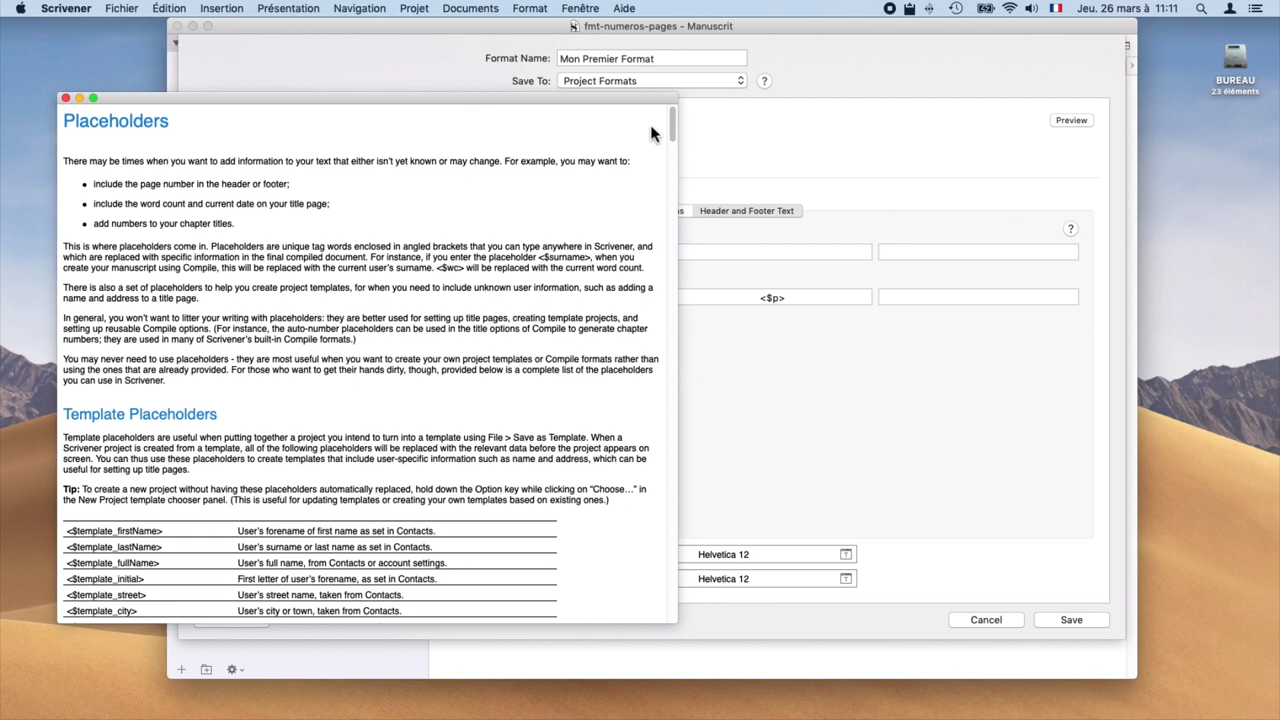 Scrivener Fichier Édition Insertion Présentation Navigation Projet Documents Format Fenêtre Aide Jeu. 26 mars à 11:11
fmt-numeros-pages - Manuscrit
Format Name: Mon Premier Format
Save To: Project Formats ?
BUREAU
23 éléments
Preview
Placeholders
There may be times when you want to add information to your text that either isn't yet known or may change. For example, you may want to:
• include the page number in the header or footer;
• include the word count and current date on your title page;
• add numbers to your chapter titles.
This is where placeholders come in. Placeholders are unique tag words enclosed in angled brackets that you can type anywhere in Scrivener, and
which are replaced with specific information in the final compiled document. For instance, if you enter the placeholder <$surname>, when you
create your manuscript using Compile, this will be replaced with the current user's surname. <$wc> will be replaced with the current word count.
There is also a set of placeholders to help you create project templates, for when you need to include unknown user information, such as adding a
name and address to a title page.
In general, you won't want to litter your writing with placeholders: they are better used for setting up title pages, creating template projects, and
setting up reusable Compile options. (For instance, the auto-number placeholders can be used in the title options of Compile to generate chapter
numbers; they are used in many of Scrivener's built-in Compile formats.)
You may never need to use placeholders - they are most useful when you want to create your own project templates or Compile formats rather than
using the ones that are already provided. For those who want to get their hands dirty, though, provided below is a complete list of the placeholders
you can use in Scrivener.
Template Placeholders
Template placeholders are useful when putting together a project you intend to turn into a template using File > Save as Template. When a
Scrivener project is created from a template, all of the following placeholders will be replaced with the relevant data before the project appears on
screen. You can thus use these placeholders to create templates that include user-specific information such as name and address, which can be
useful for setting up title pages.
Tip: To create a new project without having these placeholders automatically replaced, hold down the Option key while clicking on "Choose…" in
the New Project template chooser panel. (This is useful for updating templates or creating your own templates based on existing ones.)
<$template_firstName> User's forename of first name as set in Contacts.
<$template_lastName> User's surname or last name as set in Contacts.
<$template_fullName> User's full name, from Contacts or account settings.
<$template_initial> First letter of user's forename, as set in Contacts.
<$template_street> User's street name, taken from Contacts.
<$template_city> User's city or town, taken from Contacts.
ns Header and Footer Text
?
<$p>
Helvetica 12
Helvetica 12
Cancel Save